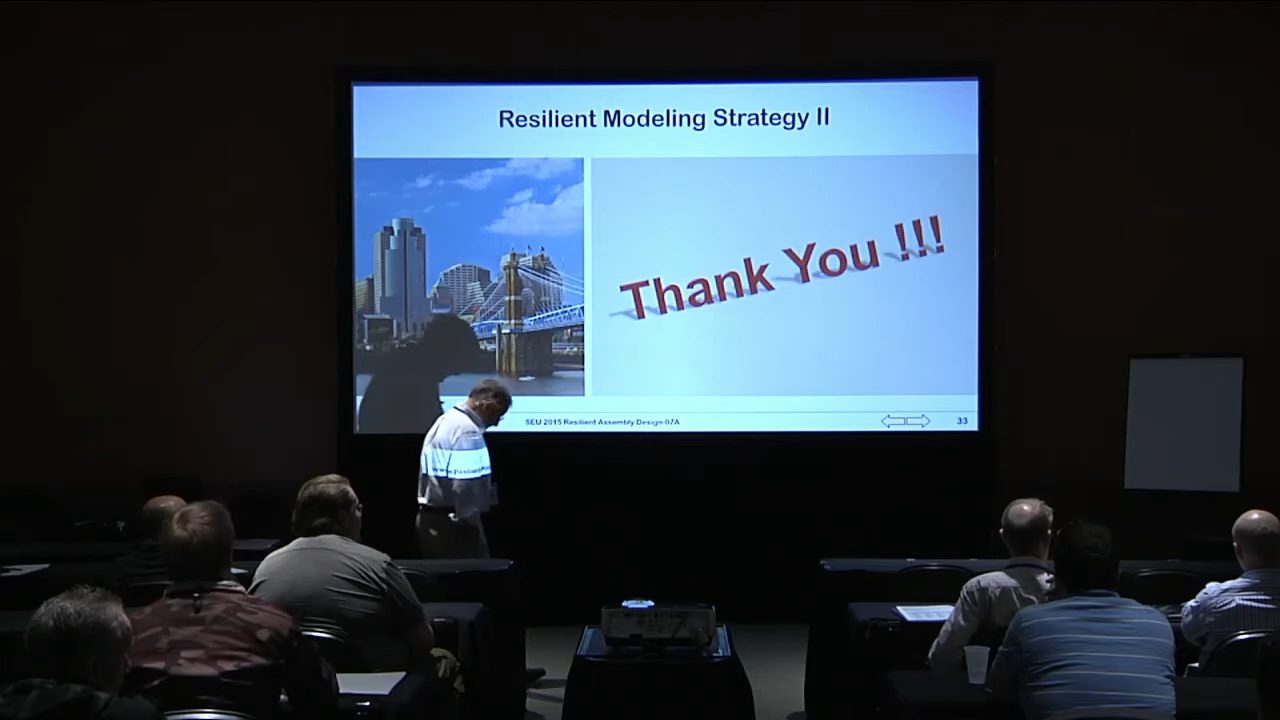 Resilient Modeling Strategy II
Thank You !!!
SEU 2015 Resilient Assembly Design-07A
33